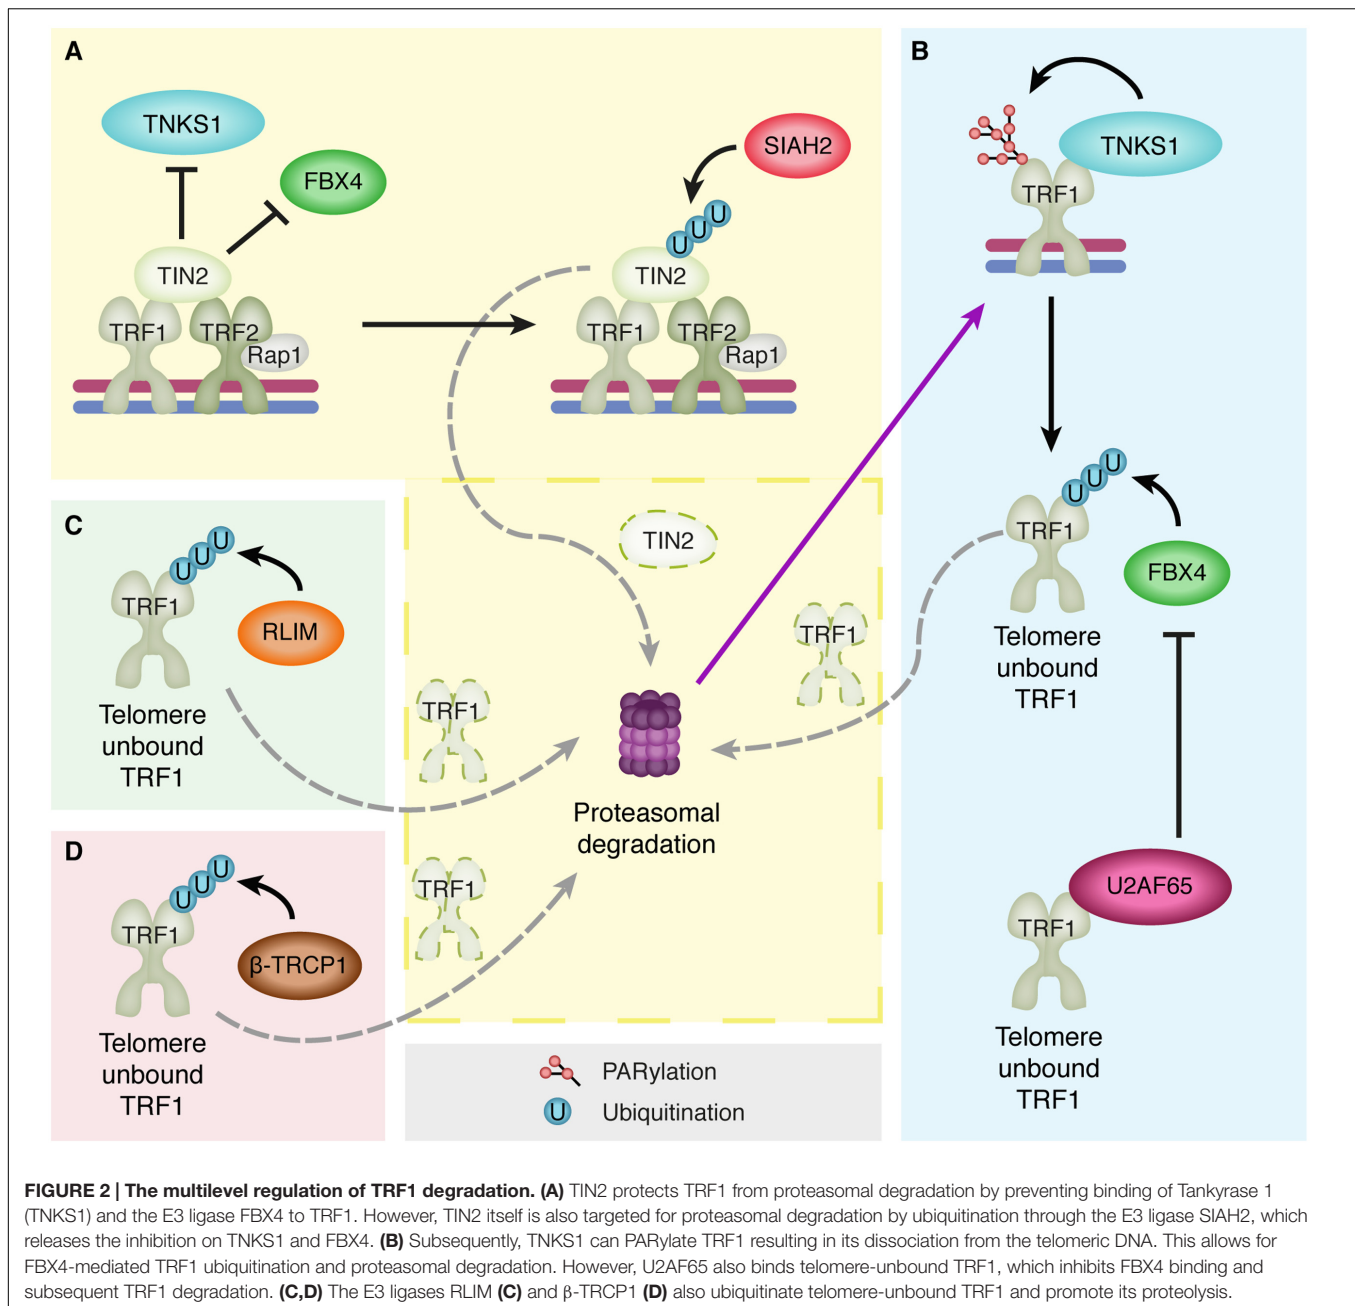 A
TNKS1
FBX4
TIN2
TRF1
TRF2
Rap1
SIAH2
U U U
TIN2
TRF1
TRF2
Rap1
B
TNKS1
TRF1
U U U
TRF1
FBX4
Telomere
unbound
TRF1
U2AF65
TRF1
Telomere
unbound
TRF1
C
U U U
TRF1
RLIM
Telomere
unbound
TRF1
D
U U U
TRF1
β-TRCP1
Telomere
unbound
TRF1
TIN2
TRF1
TRF1
TRF1
Proteasomal
degradation
PARylation
U Ubiquitination
FIGURE 2 | The multilevel regulation of TRF1 degradation. (A) TIN2 protects TRF1 from proteasomal degradation by preventing binding of Tankyrase 1
(TNKS1) and the E3 ligase FBX4 to TRF1. However, TIN2 itself is also targeted for proteasomal degradation by ubiquitination through the E3 ligase SIAH2, which
releases the inhibition on TNKS1 and FBX4. (B) Subsequently, TNKS1 can PARylate TRF1 resulting in its dissociation from the telomeric DNA. This allows for
FBX4-mediated TRF1 ubiquitination and proteasomal degradation. However, U2AF65 also binds telomere-unbound TRF1, which inhibits FBX4 binding and
subsequent TRF1 degradation. (C,D) The E3 ligases RLIM (C) and β-TRCP1 (D) also ubiquitinate telomere-unbound TRF1 and promote its proteolysis.